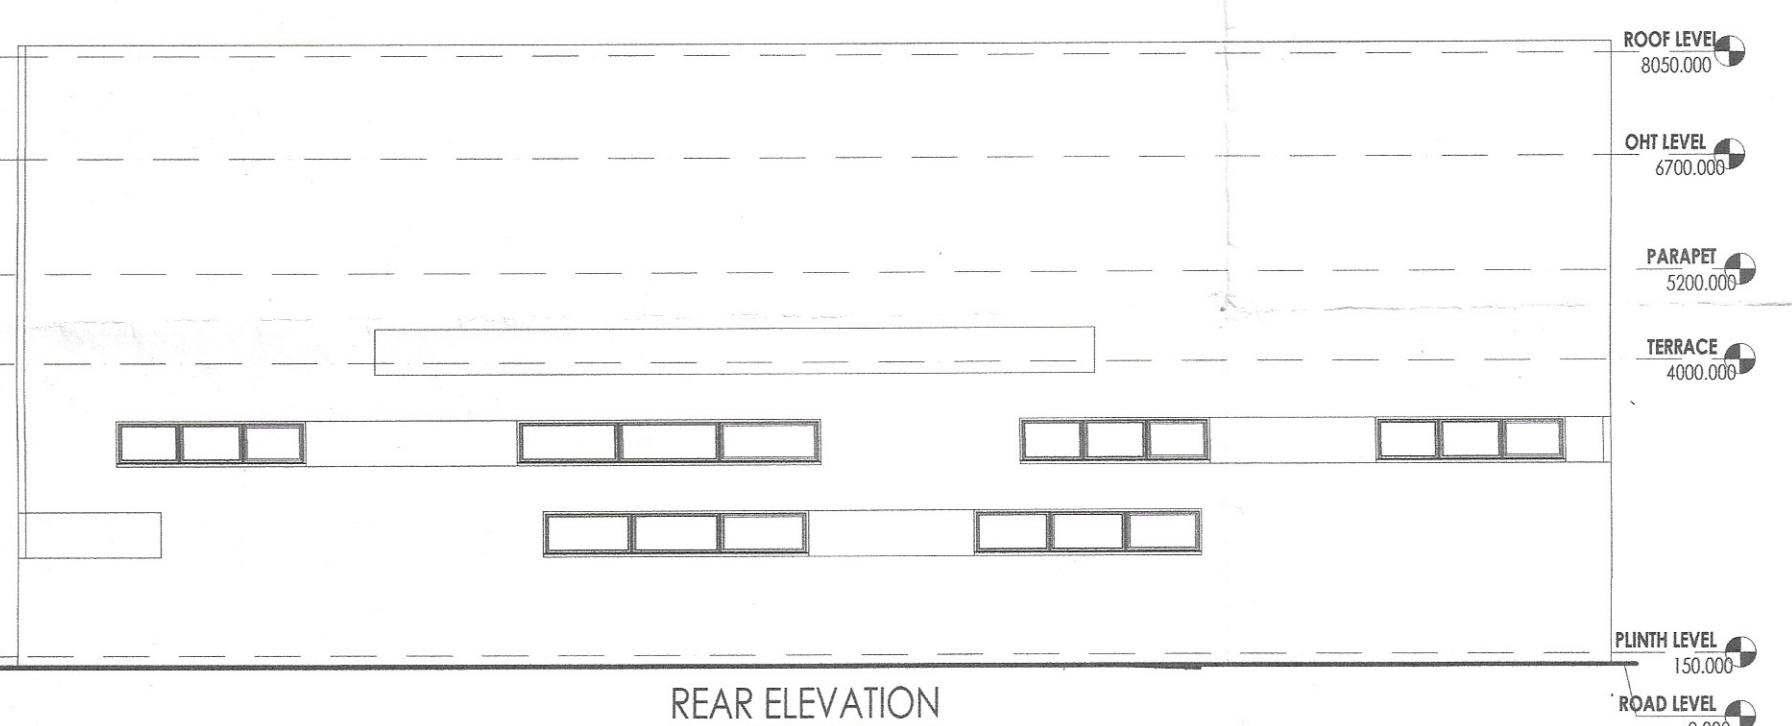 ROOF LEVEL
8050.000
OHT LEVEL
6700.000
PARAPET
5200.000
TERRACE
4000.000
PLINTH LEVEL
150.000
REAR ELEVATION
ROAD LEVEL